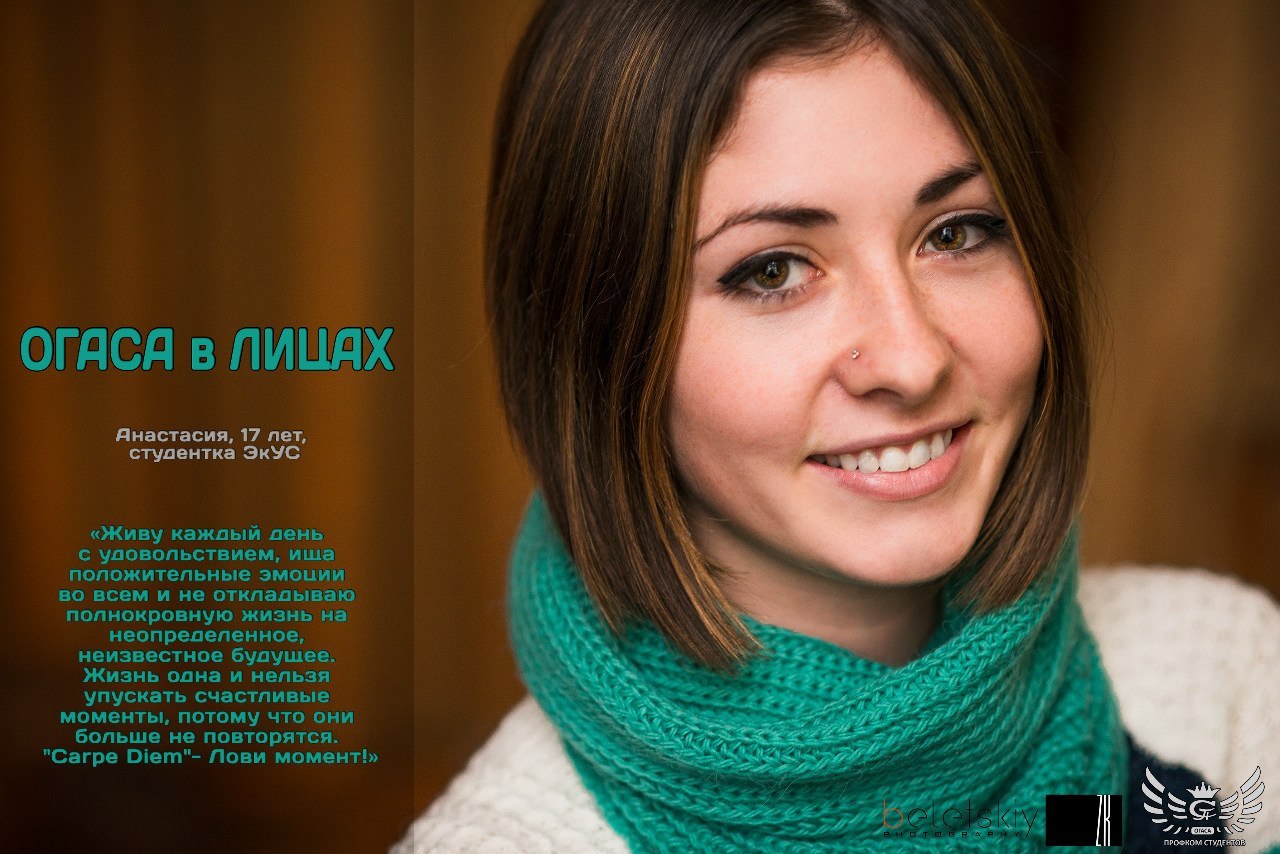 ОГАСА в ЛИЦАХ
Анастасия, 17 лет,
студентка ЭкУС
«Живу каждый день
с удовольствием, ища
положительные эмоции
во всем и не откладываю
полнокровную жизнь на
неопределенное,
неизвестное будущее.
Жизнь одна и нельзя
упускать счастливые
моменты, потому что они
больше не повторятся.
"Carpe Diem"- Лови момент!»
beletskiy
PHOTOGRAPHY
ZK
ОГАСА
ПРОФКОМ СТУДЕНТОВ